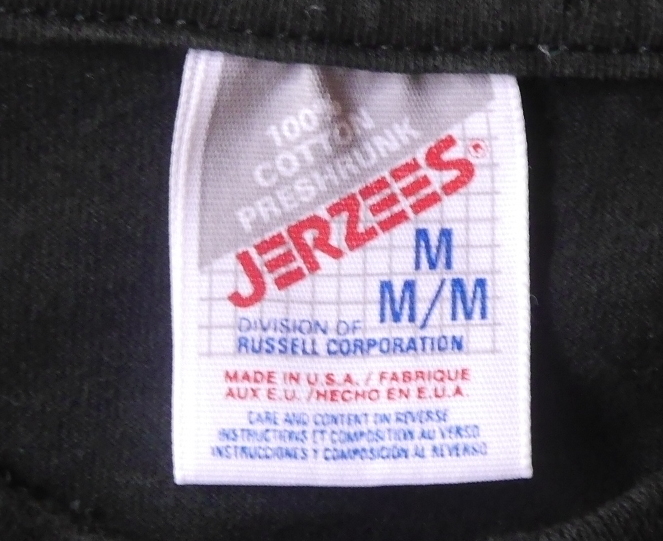 100%
COTTON
PRESHRUNK
JERZEES®
M
M/M
DIVISION OF
RUSSELL CORPORATION
MADE IN U.S.A. / FABRIQUE
AUX E.U. /HECHO EN E.U.A.
CARE AND CONTENT ON REVERSE
INSTRUCTIONS ET COMPOSITION AU VERSO
INSTRUCCIONES Y COMPOSICIÓN AL REVERSO